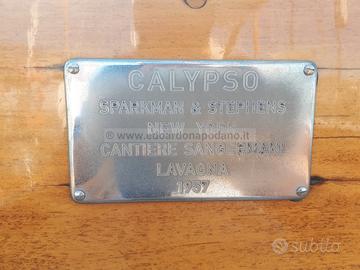 CALYPSO
SPARKMAN & STEPHENS
NEW YORK
www.edoardonapodano.it
CANTIERE SANGERMANI
LAVAGNA
1957
subito